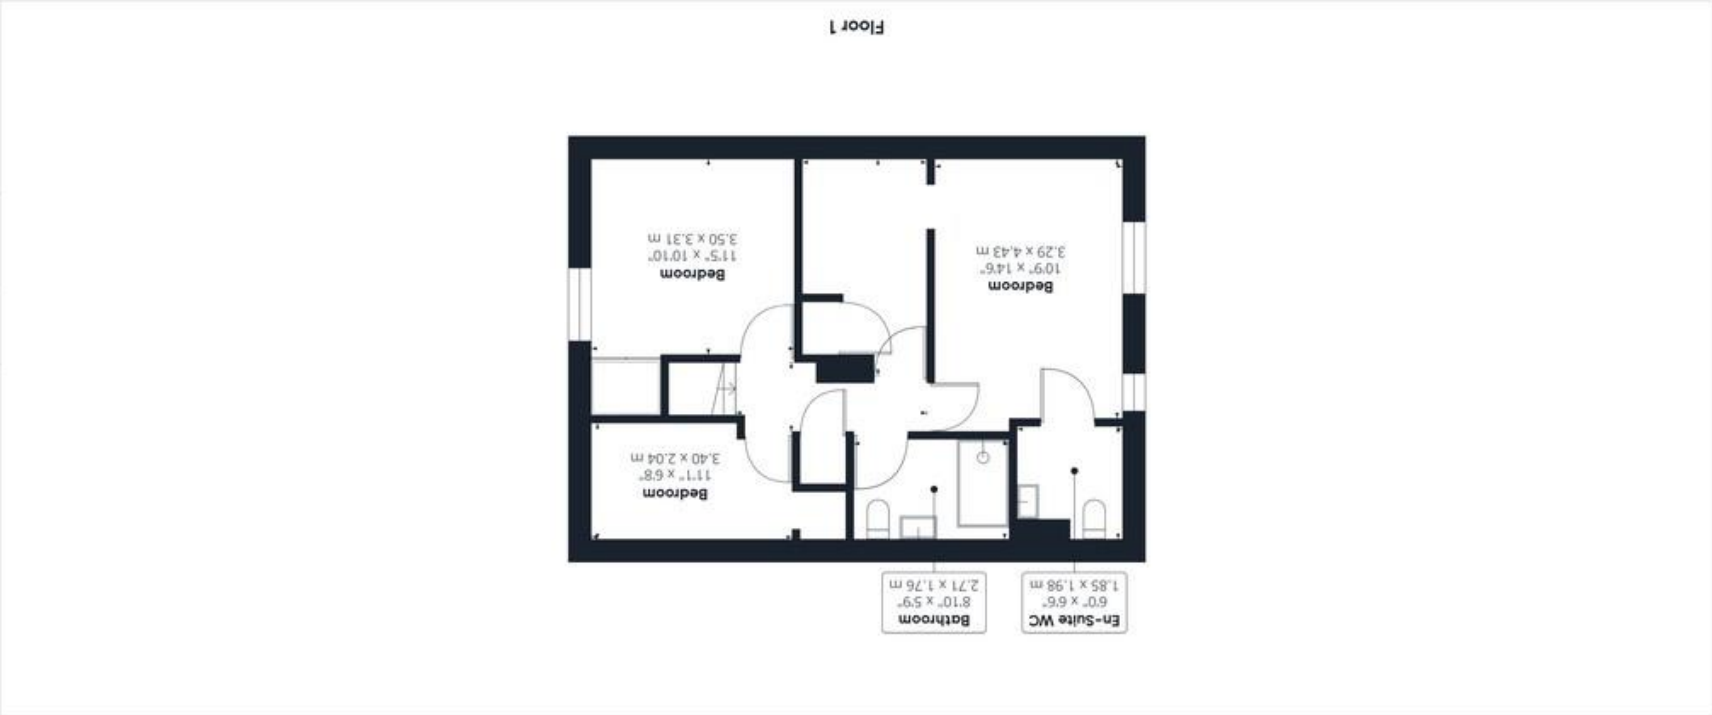 En-Suite WC
6'0" x 6'6"
1.85 x 1.98 m
Bathroom
8'10" x 5'9"
2.71 x 1.76 m
Bedroom
11'1" x 6'8"
3.40 x 2.04 m
Bedroom
10'9" x 14'6"
3.29 x 4.43 m
Bedroom
11'5" x 10'10"
3.50 x 3.31 m
Floor 1